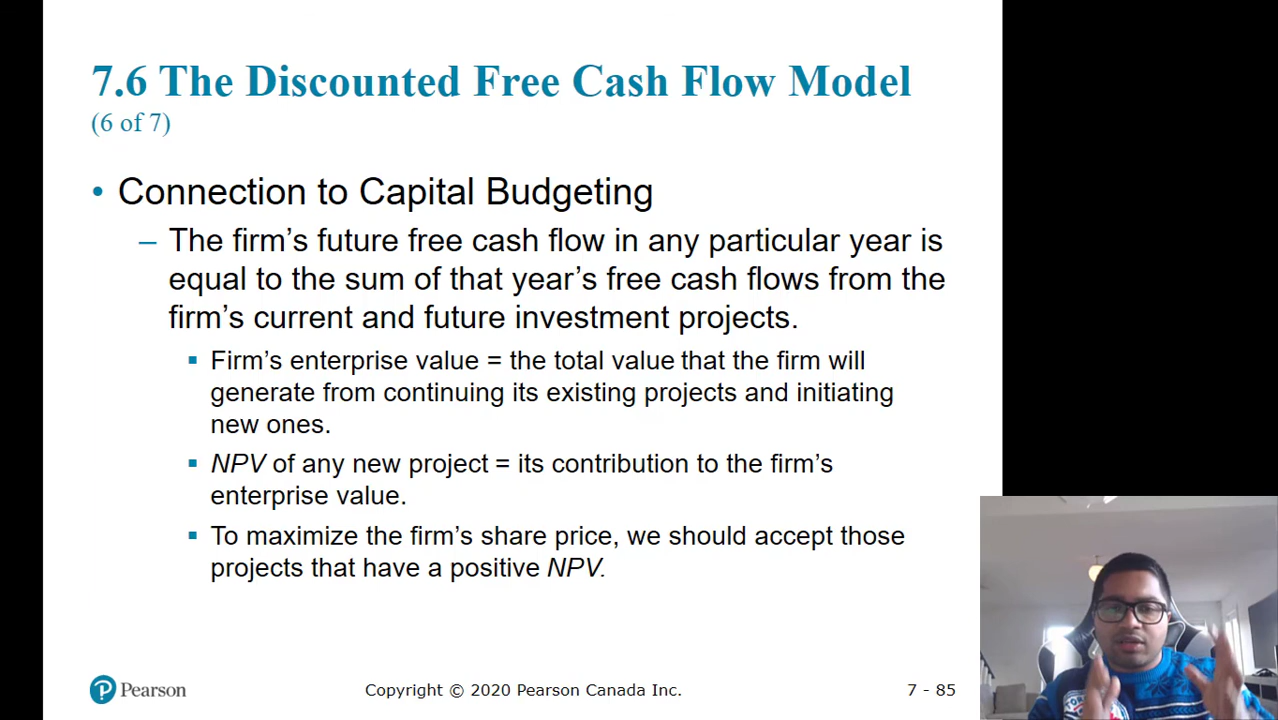 7.6 The Discounted Free Cash Flow Model
(6 of 7)
• Connection to Capital Budgeting
– The firm's future free cash flow in any particular year is
equal to the sum of that year's free cash flows from the
firm's current and future investment projects.
▪ Firm's enterprise value = the total value that the firm will
generate from continuing its existing projects and initiating
new ones.
▪ NPV of any new project = its contribution to the firm's
enterprise value.
▪ To maximize the firm's share price, we should accept those
projects that have a positive NPV.
P Pearson
Copyright © 2020 Pearson Canada Inc.
7 - 85